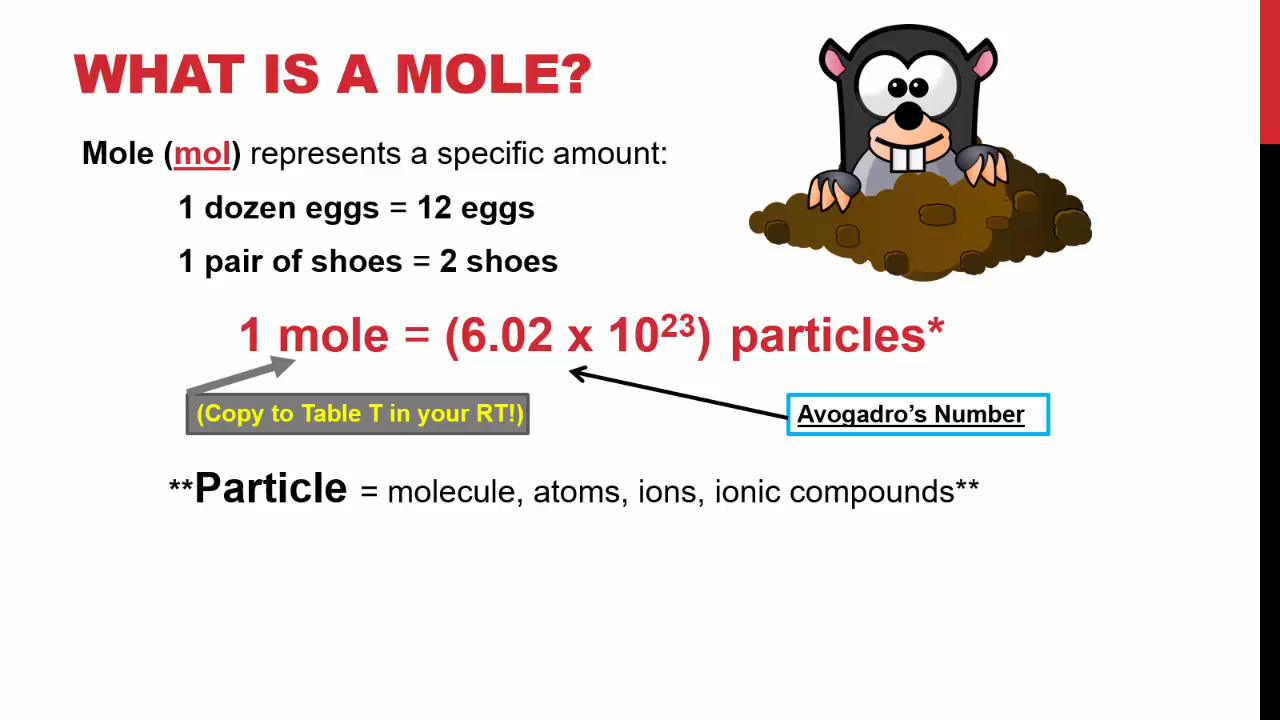 WHAT IS A MOLE?
Mole (mol) represents a specific amount:
1 dozen eggs = 12 eggs
1 pair of shoes = 2 shoes
1 mole = (6.02 x 10²³) particles*
(Copy to Table T in your RT!)
Avogadro’s Number
**Particle = molecule, atoms, ions, ionic compounds**